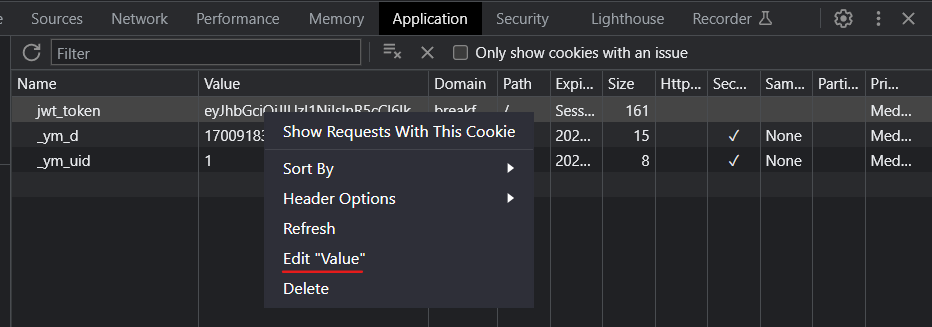 Sources Network Performance Memory Application Security Lighthouse Recorder
Filter Only show cookies with an issue
Name Value Domain Path Expi... Size Http... Sec... Sam... Parti... Pri...
jwt_token breakf... / Sess... 161 Med...
Show Requests With This Cookie
_ym_d 17009183 202... 15 ✓ None Med...
_ym_uid 1 202... 8 ✓ None Med...
Sort By
Header Options
Refresh
Edit "Value"
Delete